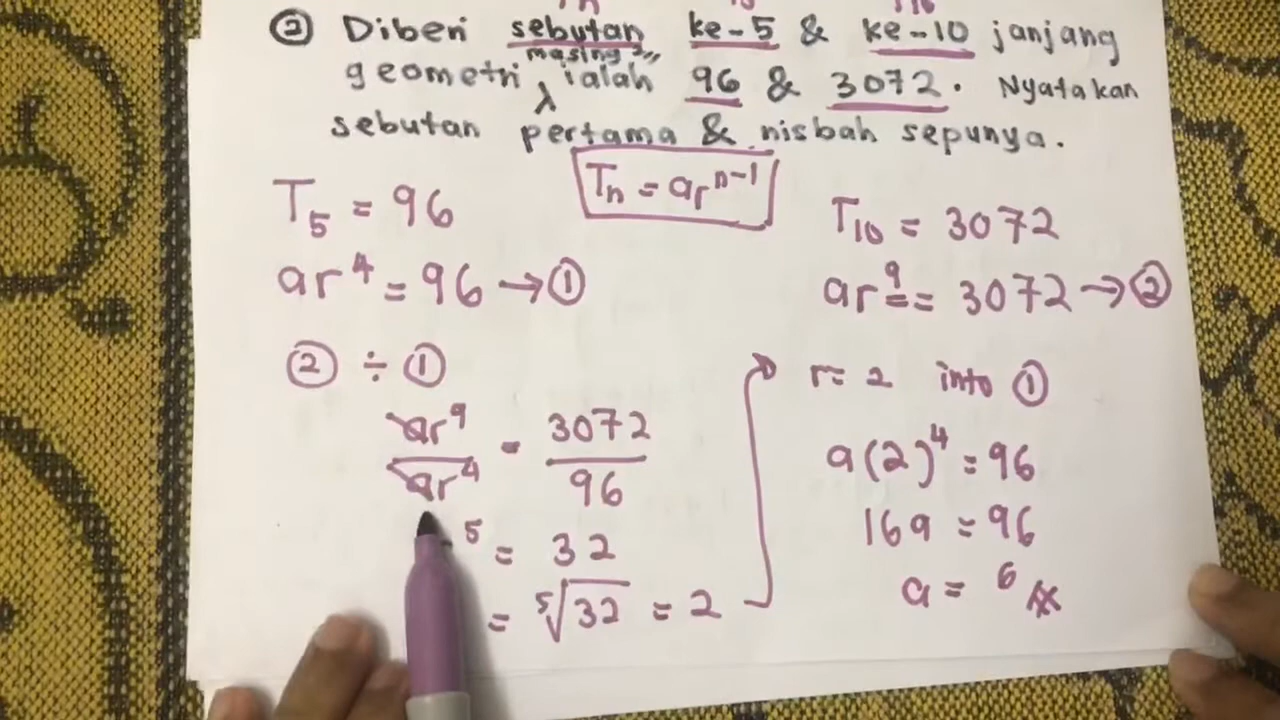 ② Diberi sebutan ke-5 & ke-10 janjang
masing²
geometri ialah 96 & 3072. Nyatakan
sebutan pertama & nisbah sepunya.
Tn = ar^(n-1)
T5 = 96
ar^4 = 96 → ①
T10 = 3072
ar^9 = 3072 → ②
② ÷ ①
ar^9/ar^4 = 3072/96
5 = 32
= ⁵√32 = 2
r = 2 into ①
a(2)^4 = 96
16a = 96
a = 6